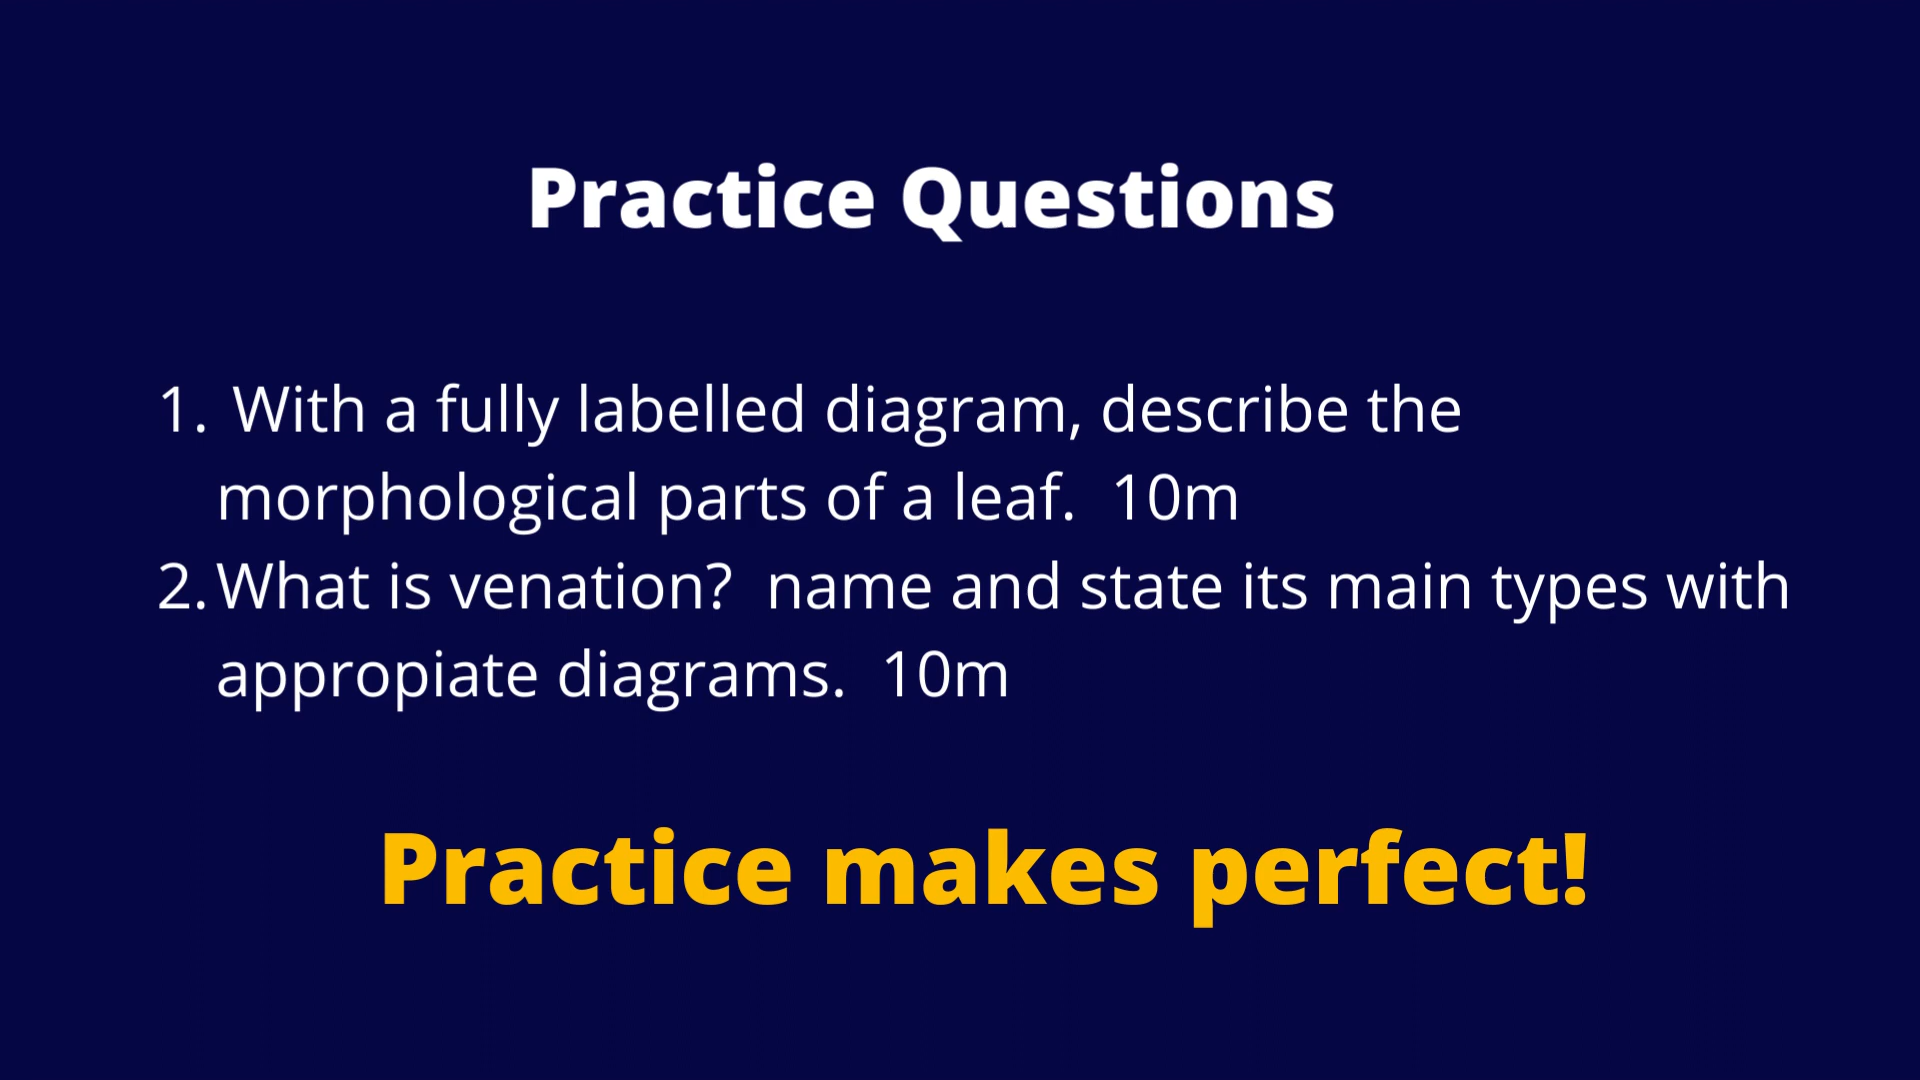 Practice Questions
1. With a fully labelled diagram, describe the
morphological parts of a leaf. 10m
2. What is venation? name and state its main types with
appropiate diagrams. 10m
Practice makes perfect!